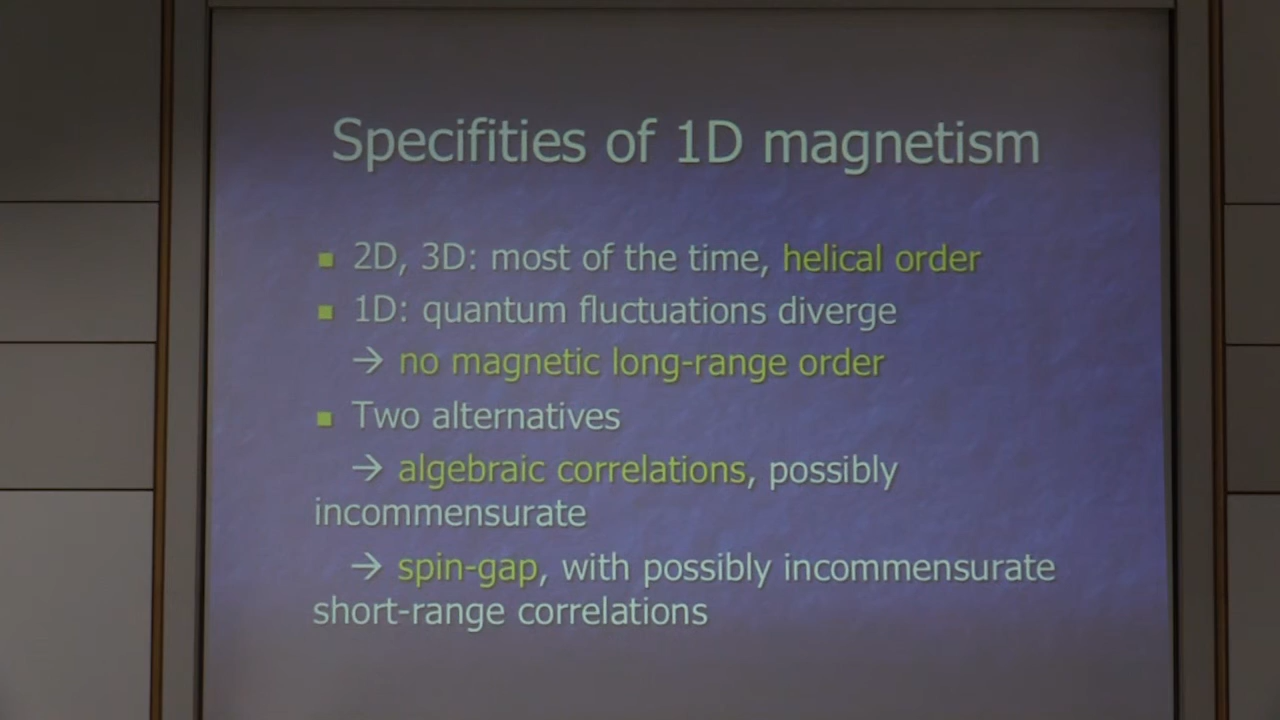 Specifities of 1D magnetism
▪ 2D, 3D: most of the time, helical order
▪ 1D: quantum fluctuations diverge
→ no magnetic long-range order
▪ Two alternatives
→ algebraic correlations, possibly
incommensurate
→ spin-gap, with possibly incommensurate
short-range correlations